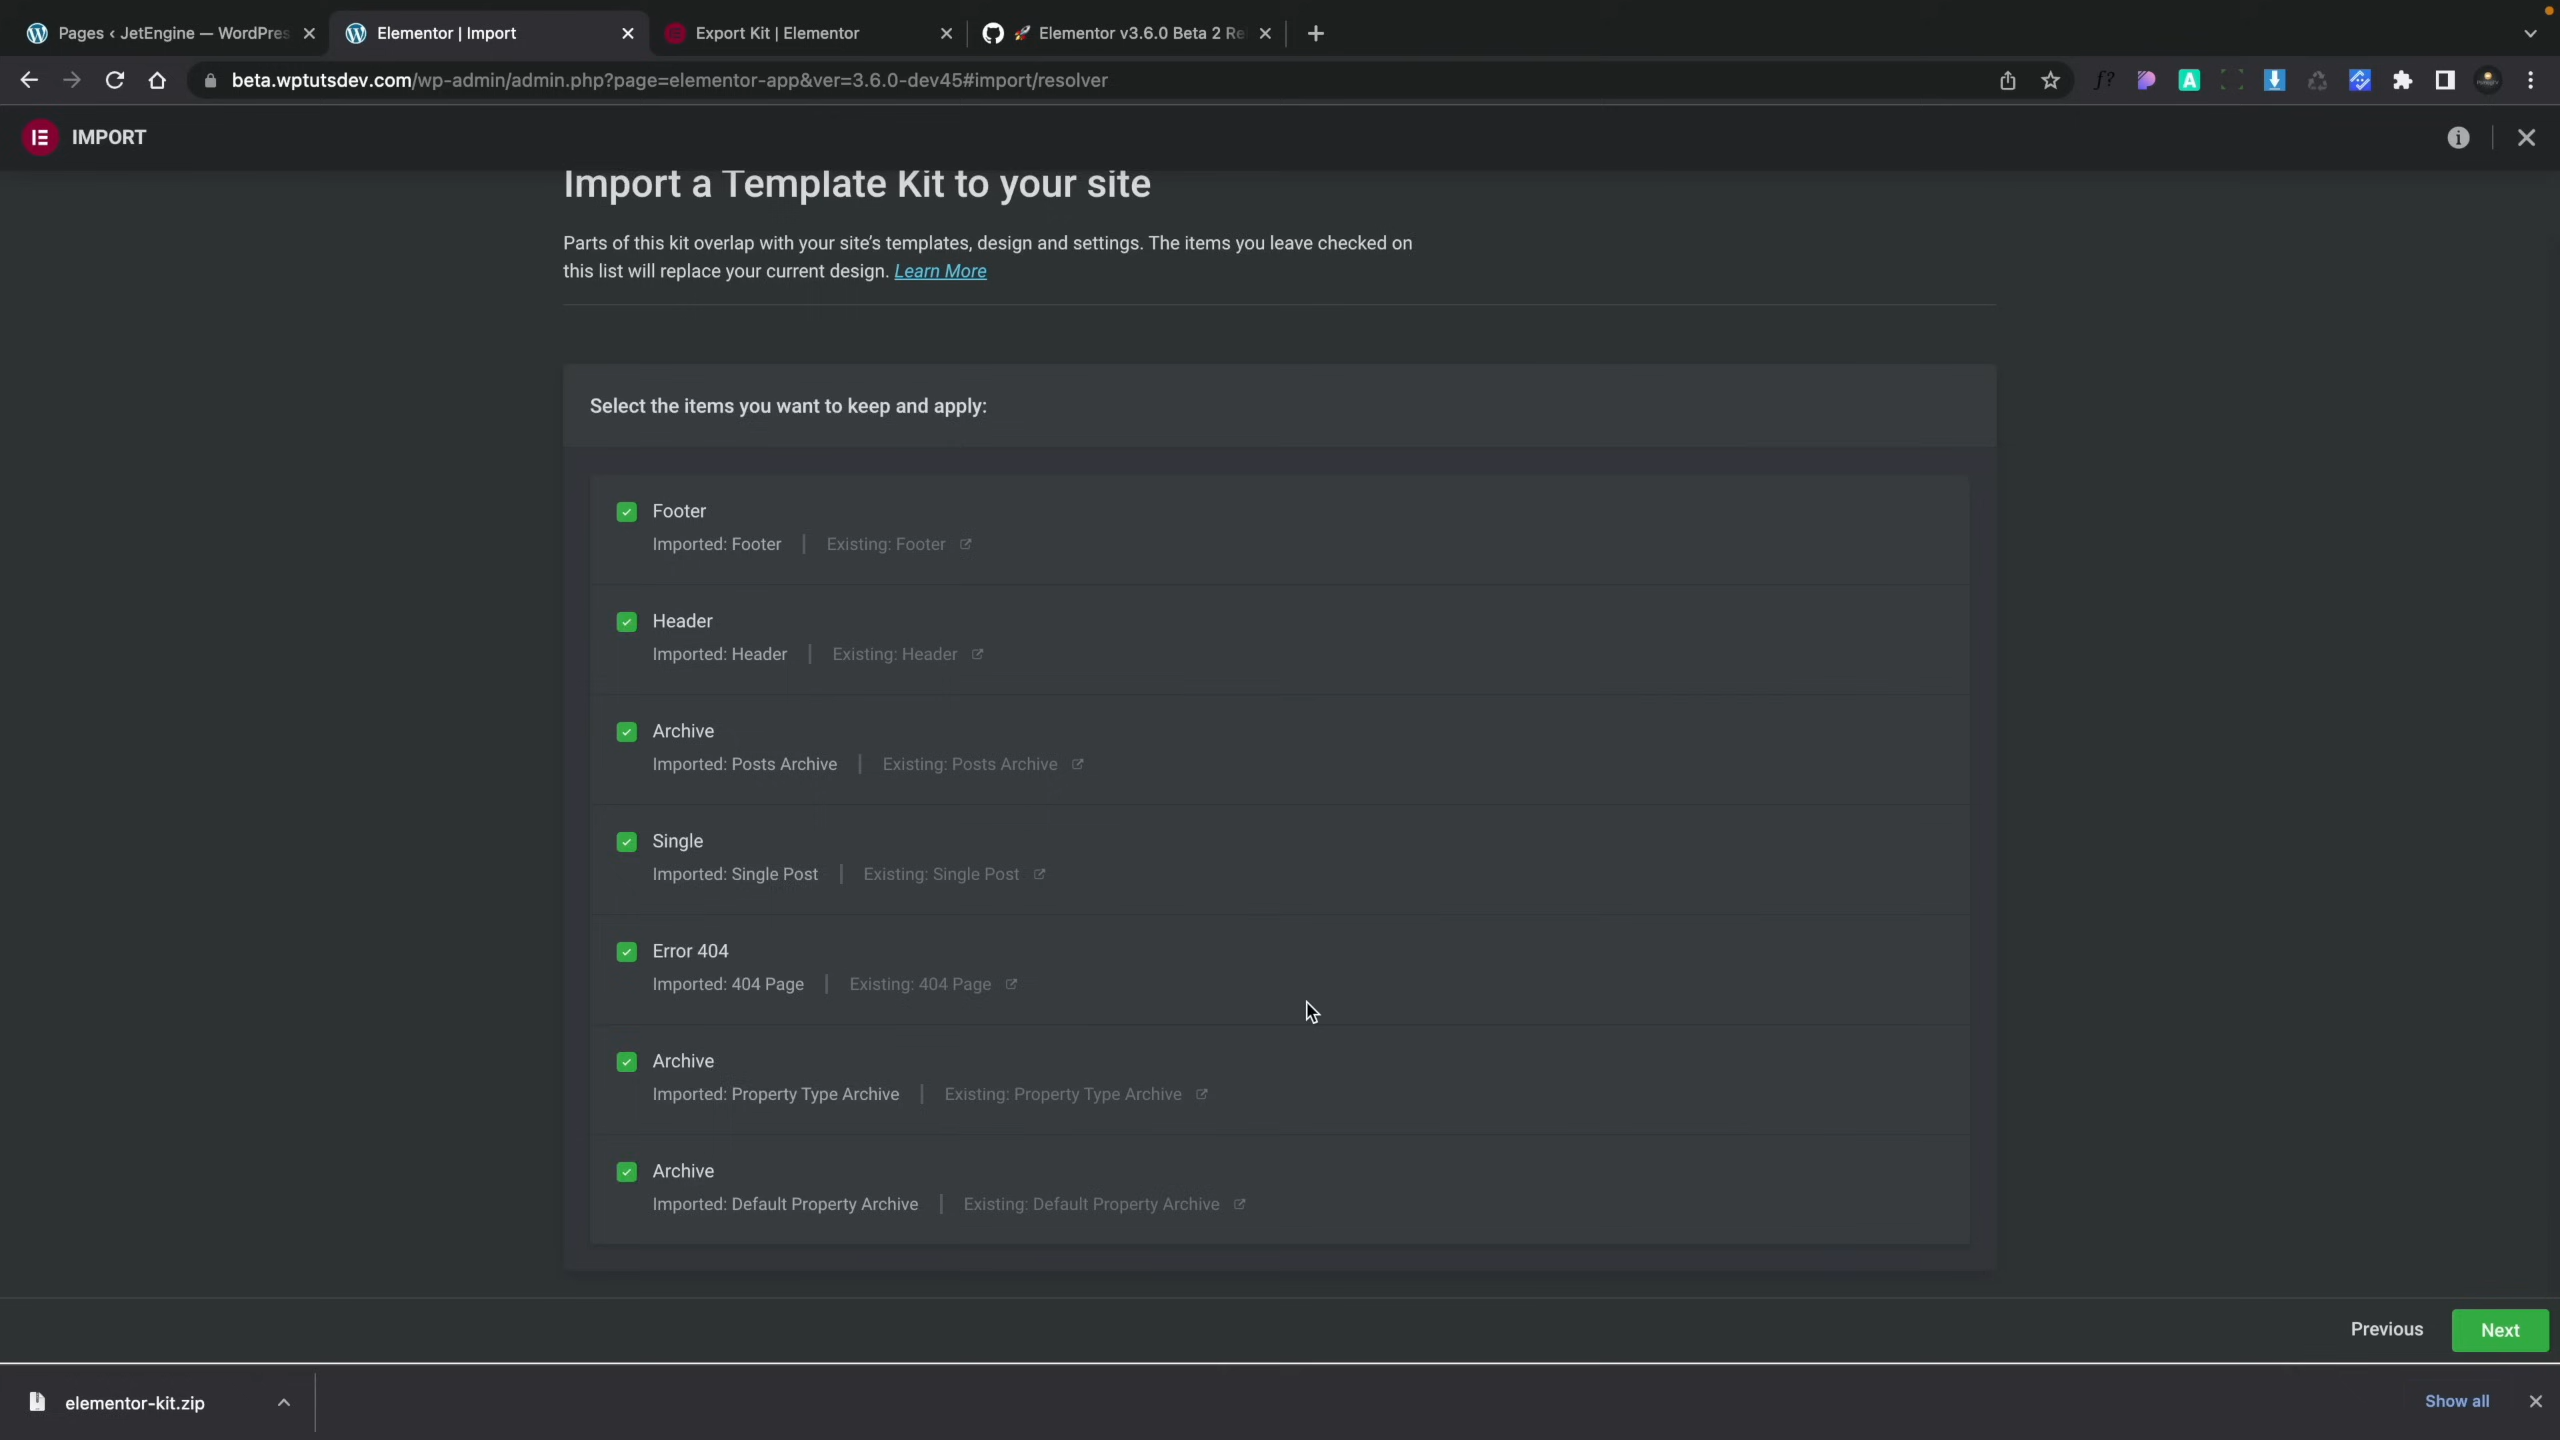 Pages ‹ JetEngine — WordPres
Elementor | Import
Export Kit | Elementor
🚀 Elementor v3.6.0 Beta 2 Re
beta.wptutsdev.com/wp-admin/admin.php?page=elementor-app&ver=3.6.0-dev45#import/resolver
f?
A
IMPORT
Import a Template Kit to your site
Parts of this kit overlap with your site's templates, design and settings. The items you leave checked on
this list will replace your current design. Learn More
Select the items you want to keep and apply:
Footer
Imported: Footer | Existing: Footer
Header
Imported: Header | Existing: Header
Archive
Imported: Posts Archive | Existing: Posts Archive
Single
Imported: Single Post | Existing: Single Post
Error 404
Imported: 404 Page | Existing: 404 Page
Archive
Imported: Property Type Archive | Existing: Property Type Archive
Archive
Imported: Default Property Archive | Existing: Default Property Archive
Previous
Next
elementor-kit.zip
Show all